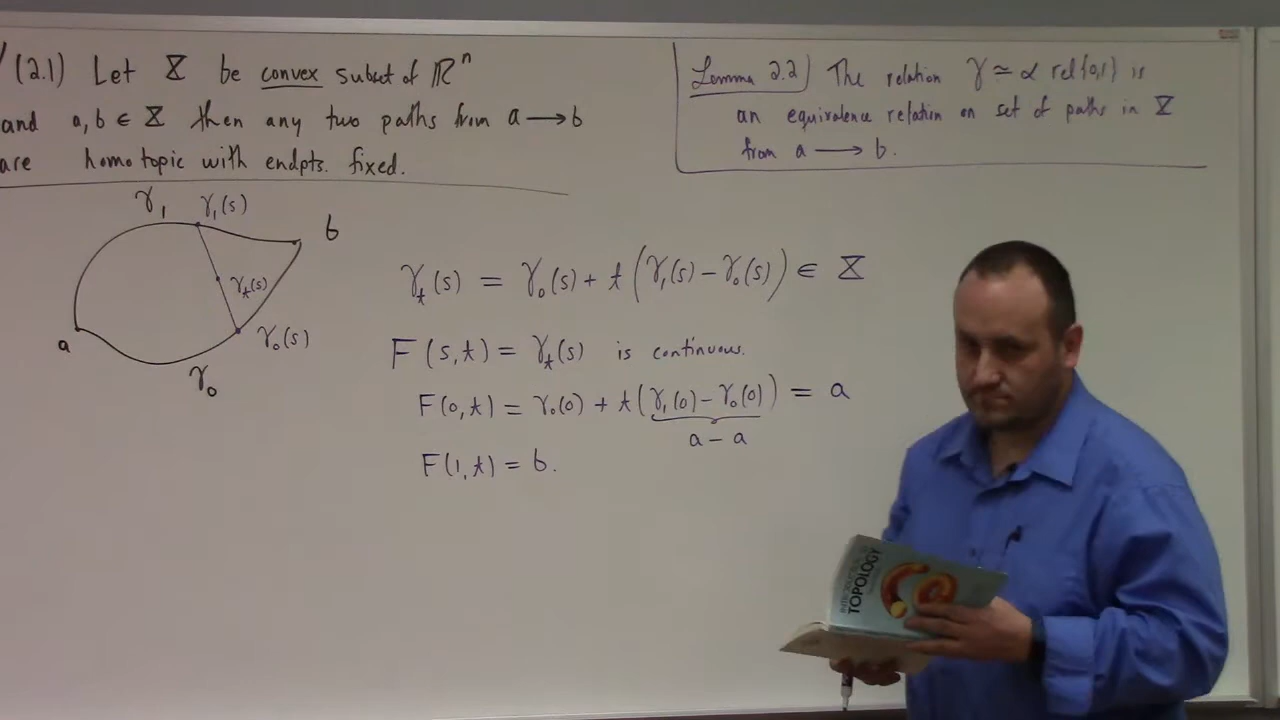 (2.1) Let X be convex subset of ℝⁿ
and a, b ∈ X then any two paths from a ⟶ b
are homotopic with endpts. fixed.
Lemma 2.2) The relation γ ≃ α rel{0,1} is
an equivalence relation on set of paths in X
from a ⟶ b.
γ₁
γ₁(s)
b
γₜ(s)
a
γ₀(s)
γ₀
γₜ(s) = γ₀(s) + t(γ₁(s) − γ₀(s)) ∈ X
F(s,t) = γₜ(s) is continuous.
F(0,t) = γ₀(0) + t(γ₁(0) − γ₀(0)) = a
a − a
F(1,t) = b.
TOPOLOGY